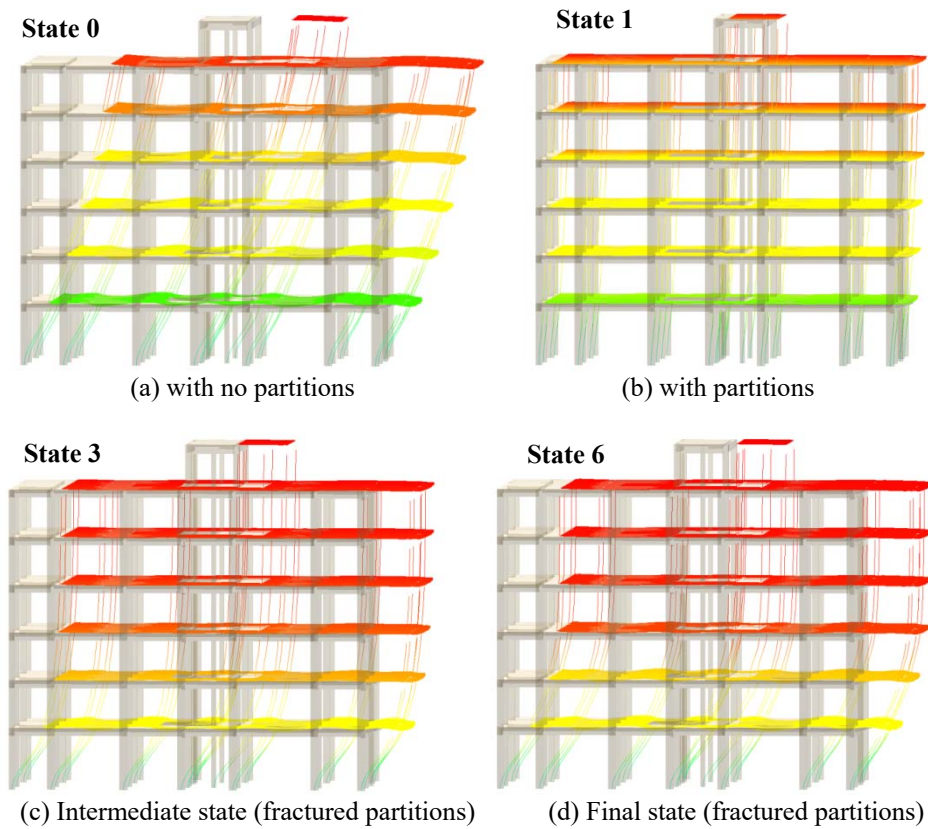 State 0
State 1
(a) with no partitions
(b) with partitions
State 3
State 6
(c) Intermediate state (fractured partitions)
(d) Final state (fractured partitions)